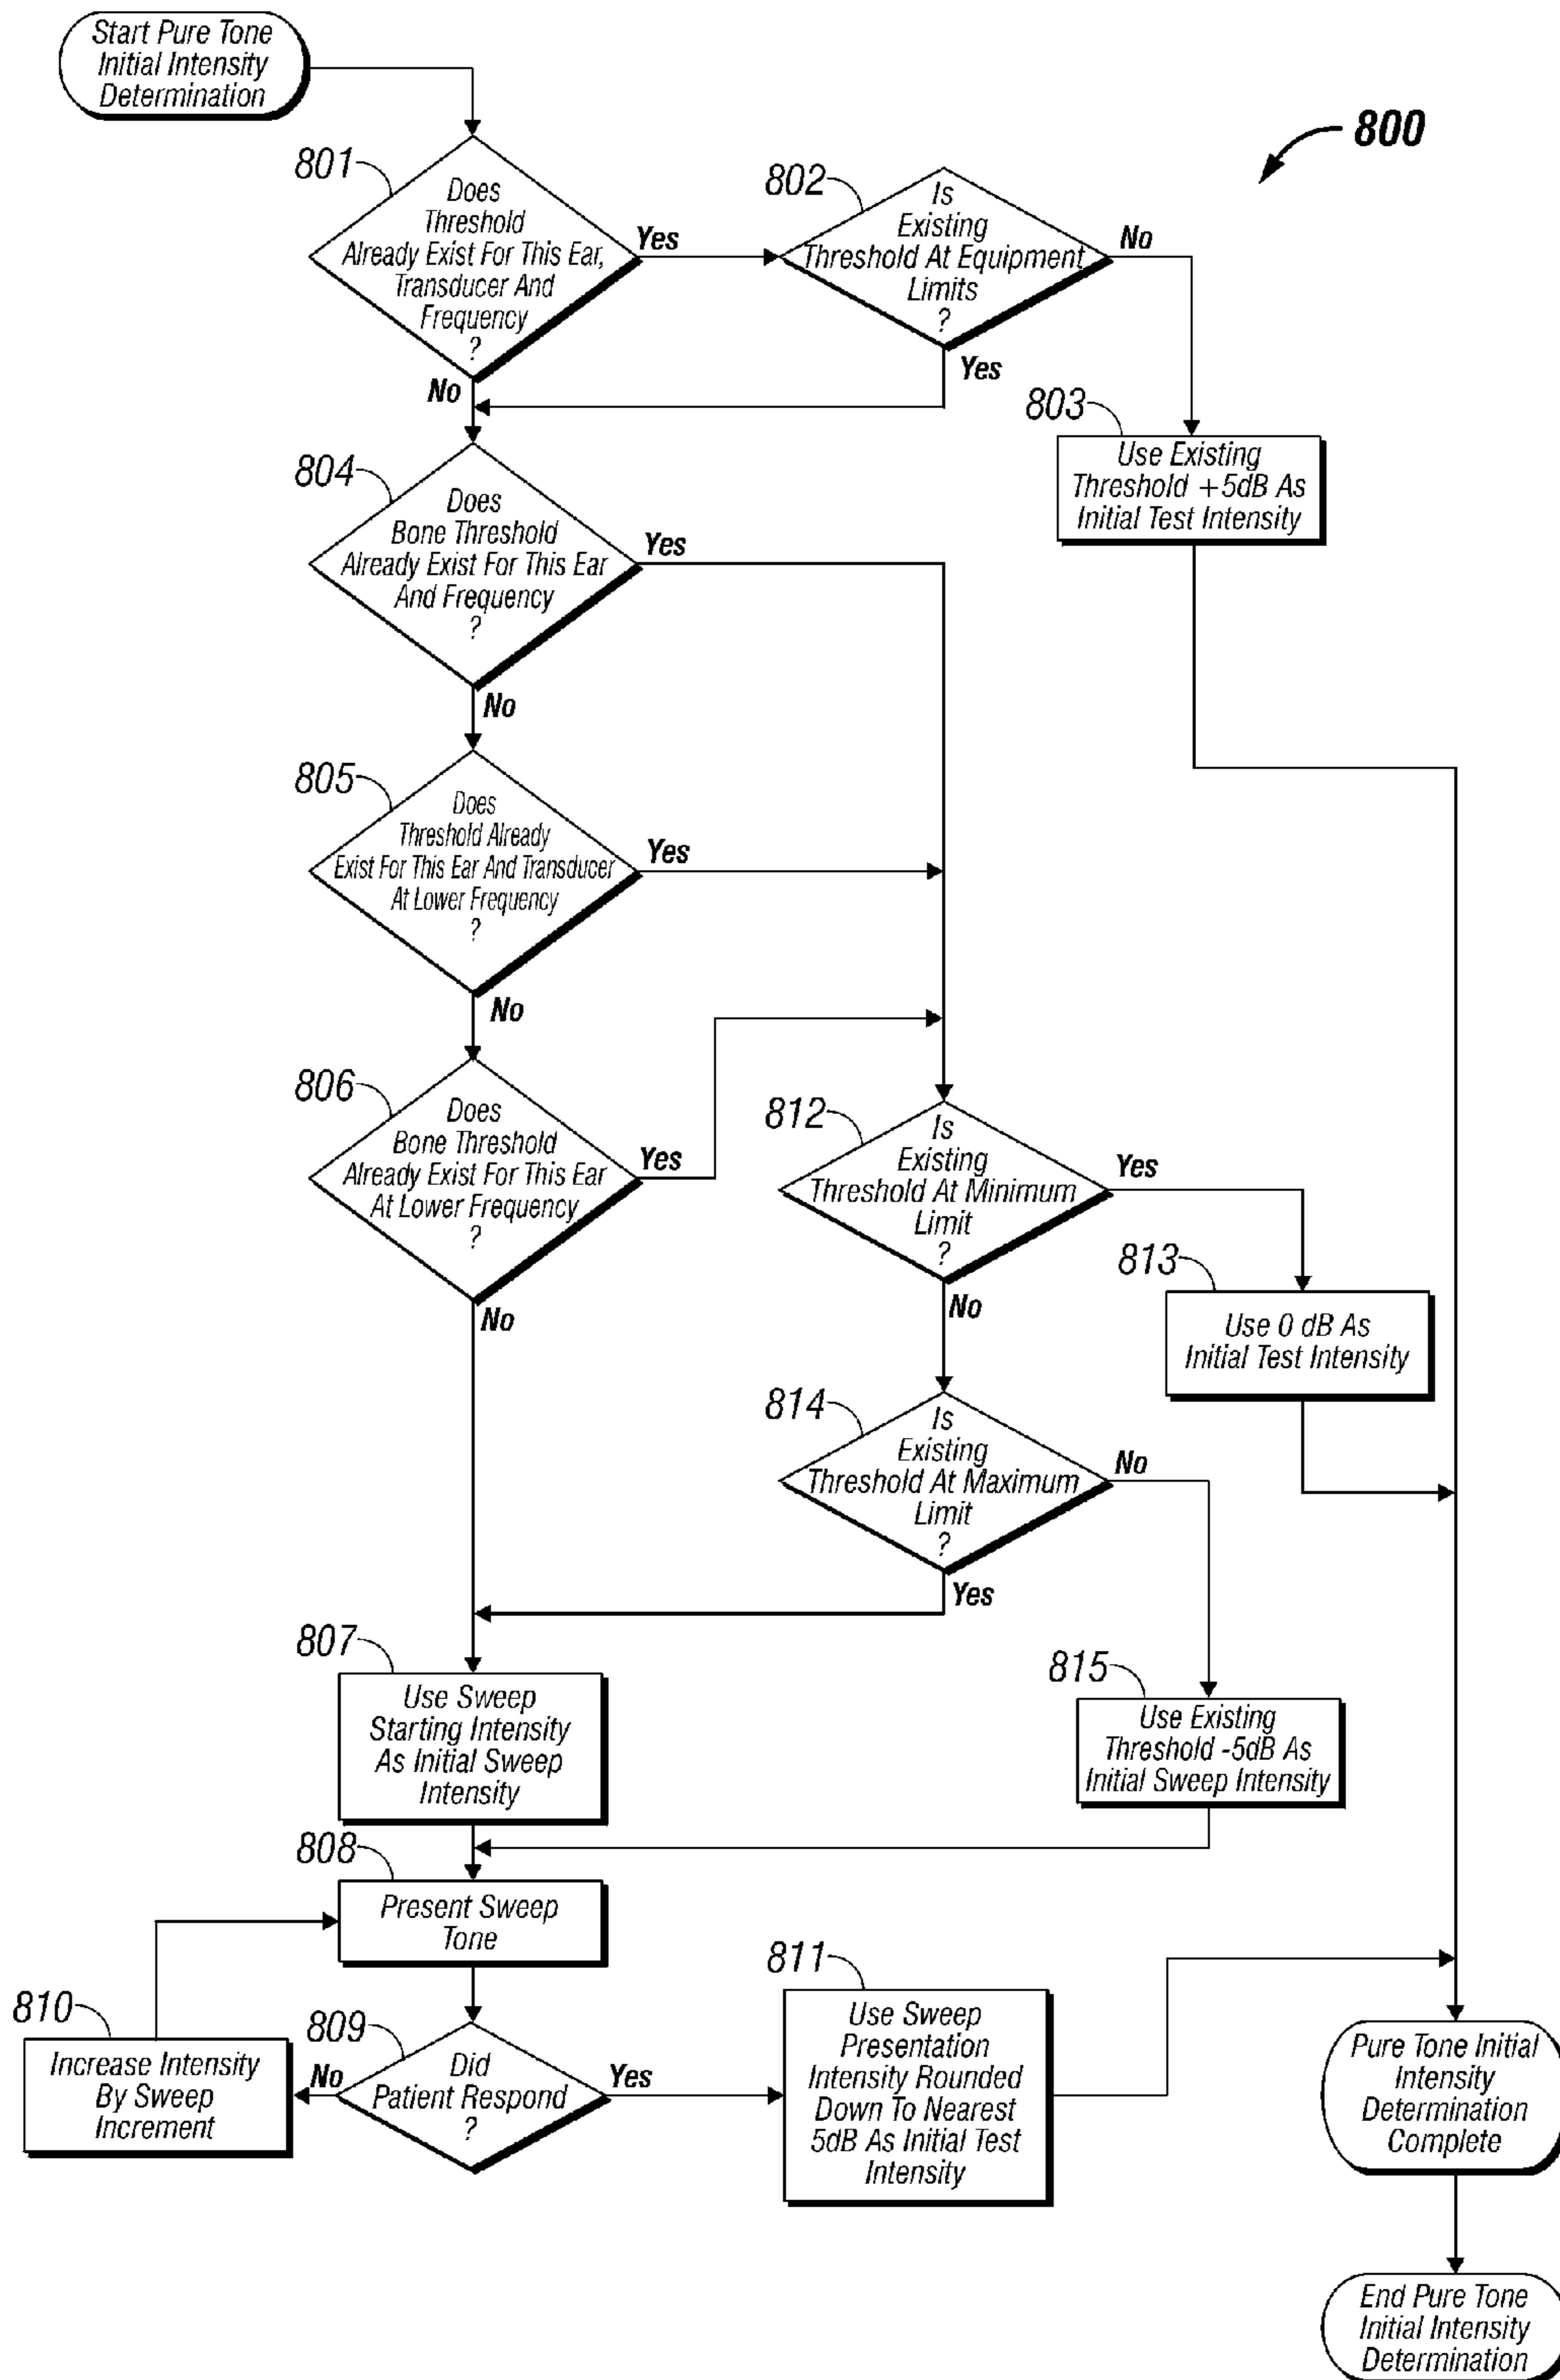 Start Pure Tone
Initial Intensity
Determination
800
801
Does
Threshold
Already Exist For This Ear,
Transducer And
Frequency
?
Yes
No
802
Is
Existing
Threshold At Equipment
Limits
?
No
Yes
803
Use Existing
Threshold +5dB As
Initial Test Intensity
804
Does
Bone Threshold
Already Exist For This Ear
And Frequency
?
Yes
No
805
Does
Threshold Already
Exist For This Ear And Transducer
At Lower Frequency
?
Yes
No
806
Does
Bone Threshold
Already Exist For This Ear
At Lower Frequency
?
Yes
No
812
Is
Existing
Threshold At Minimum
Limit
?
Yes
No
813
Use 0 dB As
Initial Test Intensity
814
Is
Existing
Threshold At Maximum
Limit
?
No
Yes
807
Use Sweep
Starting Intensity
As Initial Sweep
Intensity
815
Use Existing
Threshold -5dB As
Initial Sweep Intensity
808
Present Sweep
Tone
810
Increase Intensity
By Sweep
Increment
809
Did
Patient Respond
?
No
Yes
811
Use Sweep
Presentation
Intensity Rounded
Down To Nearest
5dB As Initial Test
Intensity
Pure Tone Initial
Intensity
Determination
Complete
End Pure Tone
Initial Intensity
Determination